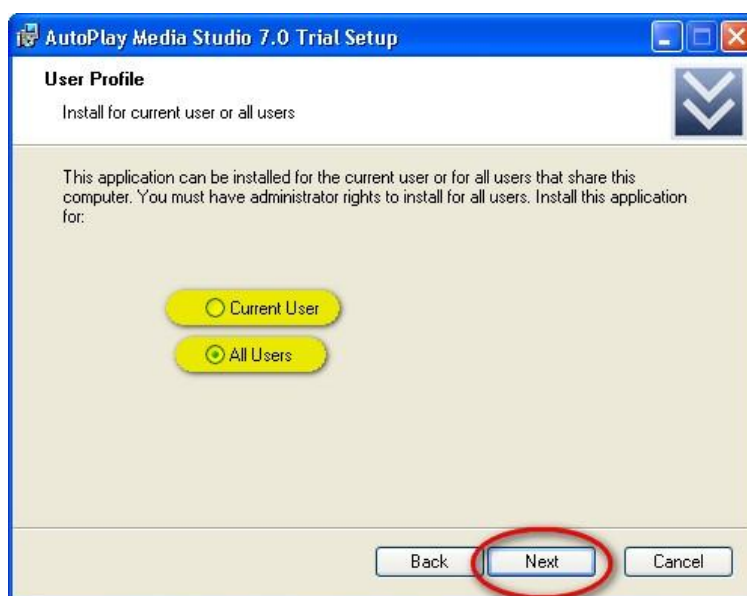 AutoPlay Media Studio 7.0 Trial Setup
User Profile
Install for current user or all users
This application can be installed for the current user or for all users that share this
computer. You must have administrator rights to install for all users. Install this application
for:
Current User
All Users
Back Next Cancel